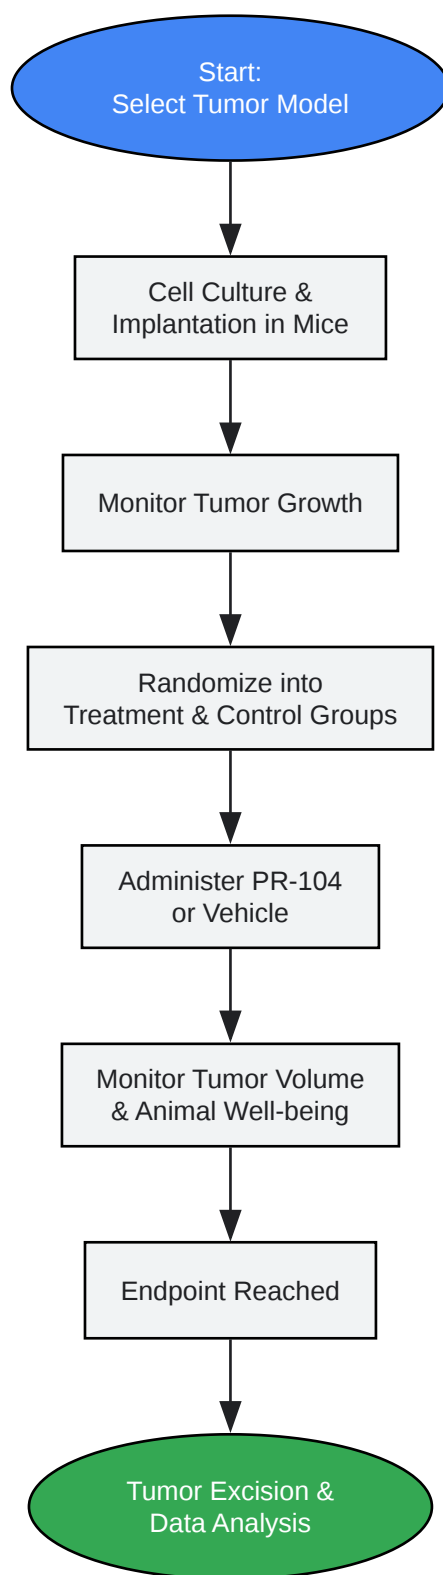 Start:
Select Tumor Model
Cell Culture &
Implantation in Mice
Monitor Tumor Growth
Randomize into
Treatment & Control Groups
Administer PR-104
or Vehicle
Monitor Tumor Volume
& Animal Well-being
Endpoint Reached
Tumor Excision &
Data Analysis